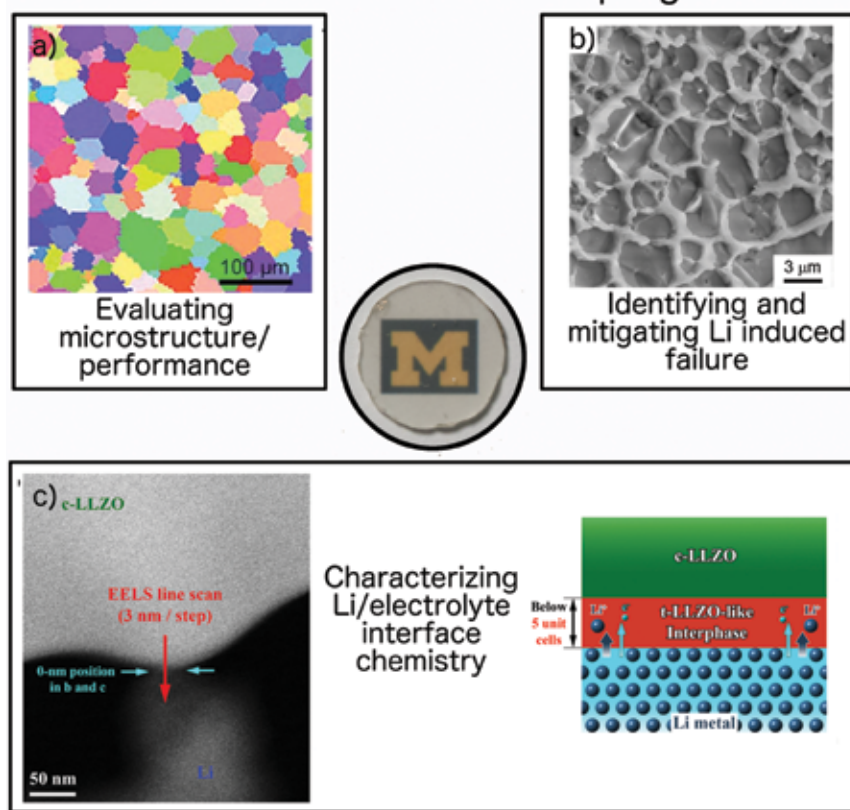 a)
100 µm
Evaluating
microstructure/
performance
b)
3 µm
Identifying and
mitigating Li induced
failure
M
c)
c-LLZO
EELS line scan
(3 nm / step)
0-nm position
in b and c
Li
50 nm
Characterizing
Li/electrolyte
interface
chemistry
c-LLZO
Below
5 unit
cells
Li⁺
e⁻
t-LLZO-like
Interphase
e⁻
Li⁺
Li metal